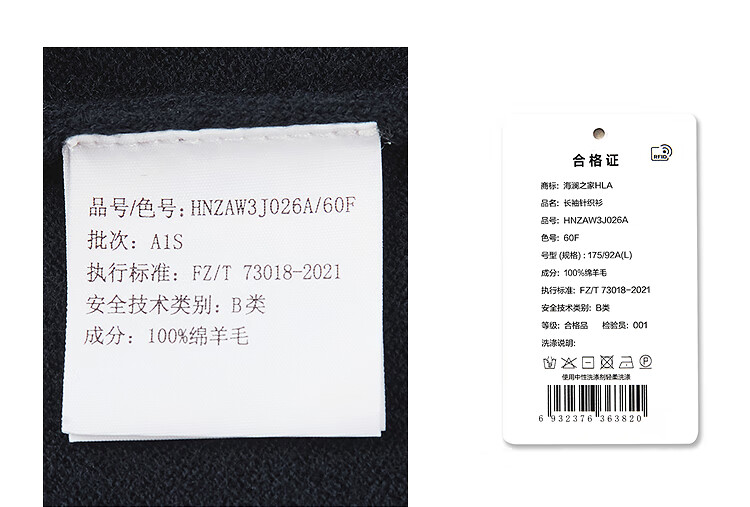 品号/色号: HNZAW3J026A/60F
批次: A1S
执行标准: FZ/T 73018-2021
安全技术类别: B类
成分: 100%绵羊毛
RFID
合格证
商标: 海澜之家HLA
品名: 长袖针织衫
品号: HNZAW3J026A
色号: 60F
号型(规格): 175/92A(L)
成分: 100%绵羊毛
执行标准: FZ/T 73018-2021
安全技术类别: B类
等级: 合格品 检验员: 001
洗涤说明:
使用中性洗涤剂轻柔洗涤
6 932376 363820